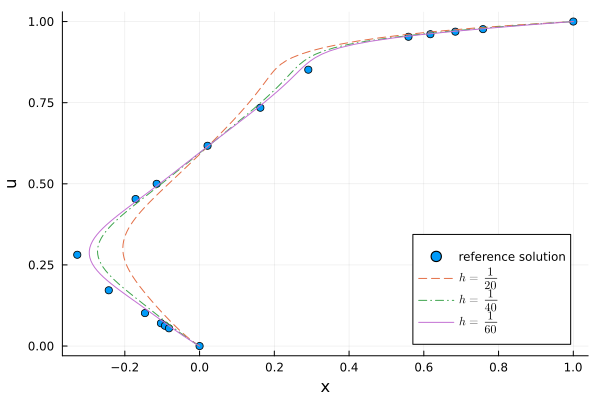 1.00
0.75
0.50
0.25
0.00
u
−0.2 0.0 0.2 0.4 0.6 0.8 1.0
x
reference solution
h = 1/20
h = 1/40
h = 1/60